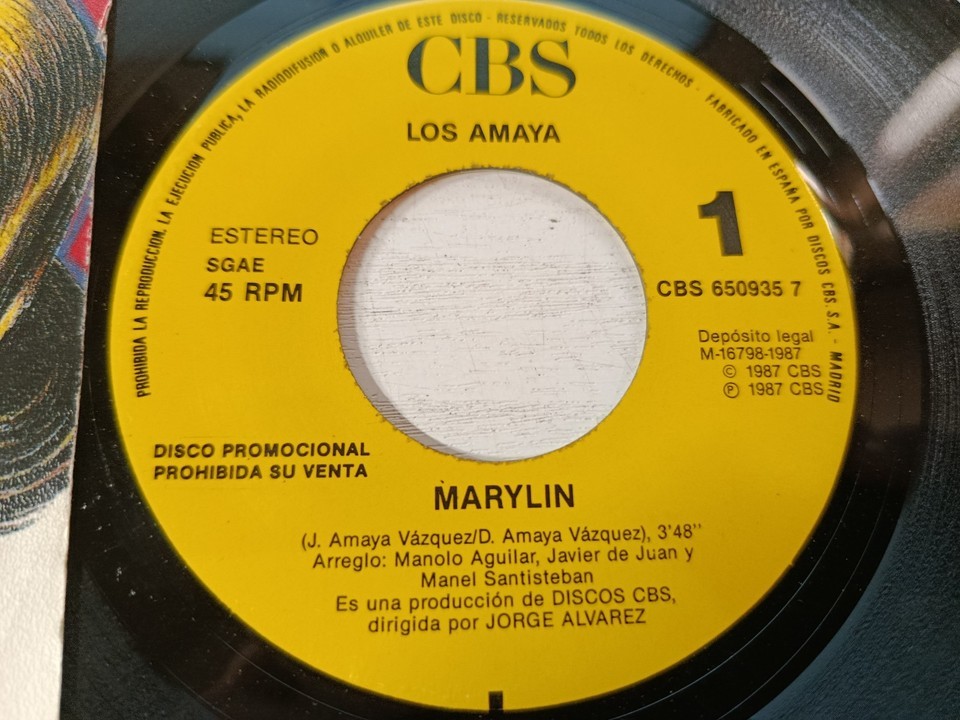 PROHIBIDA LA REPRODUCCION, LA EJECUCION PUBLICA, LA RADIODIFUSION O ALQUILER DE ESTE DISCO - RESERVADOS TODOS LOS DERECHOS - FABRICADO EN ESPAÑA POR DISCOS CBS S.A. - MADRID
CBS
LOS AMAYA
ESTEREO
SGAE
45 RPM
1
CBS 650935 7
Depósito legal
M-16798-1987
© 1987 CBS
℗ 1987 CBS
DISCO PROMOCIONAL
PROHIBIDA SU VENTA
MARYLIN
(J. Amaya Vázquez/D. Amaya Vázquez), 3'48"
Arreglo: Manolo Aguilar, Javier de Juan y
Manel Santisteban
Es una producción de DISCOS CBS,
dirigida por JORGE ALVAREZ